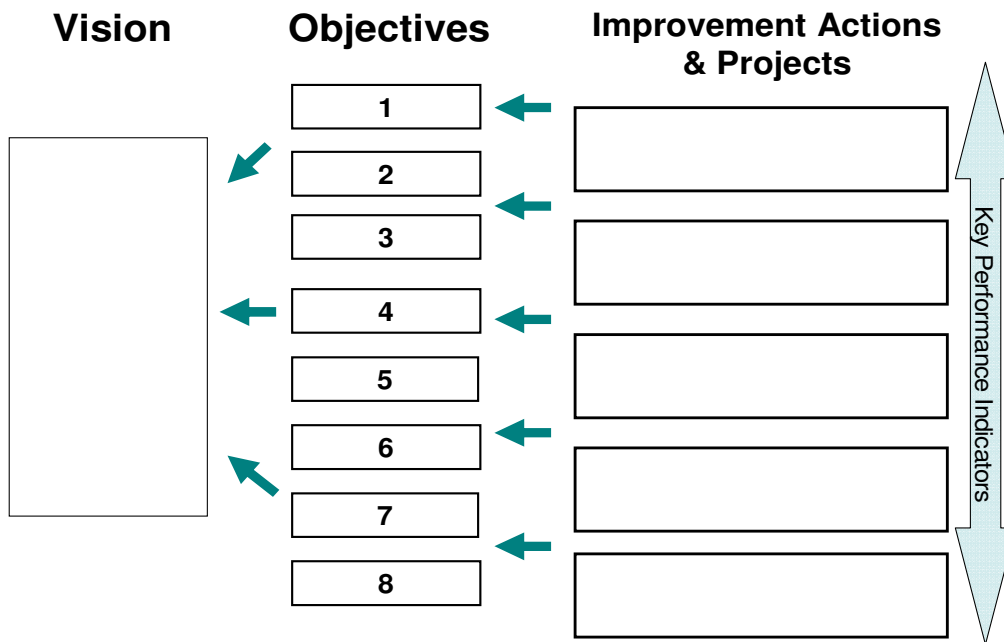 Vision
Objectives
Improvement Actions
& Projects
1
2
3
4
5
6
7
8
Key Performance Indicators